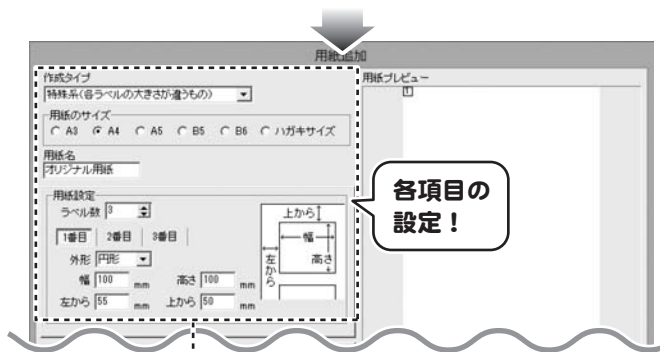 用紙追加
作成タイプ
特殊系(各ラベルの大きさが違うもの)
用紙のサイズ
A3 A4 A5 B5 B6 ハガキサイズ
用紙名
オリジナル用紙
用紙設定
ラベル数 3
1番目 2番目 3番目
外形 円形
幅 100 mm 高さ 100 mm
左から 55 mm 上から 50 mm
上から
幅
左から
高さ
用紙プレビュー
1
各項目の
設定！